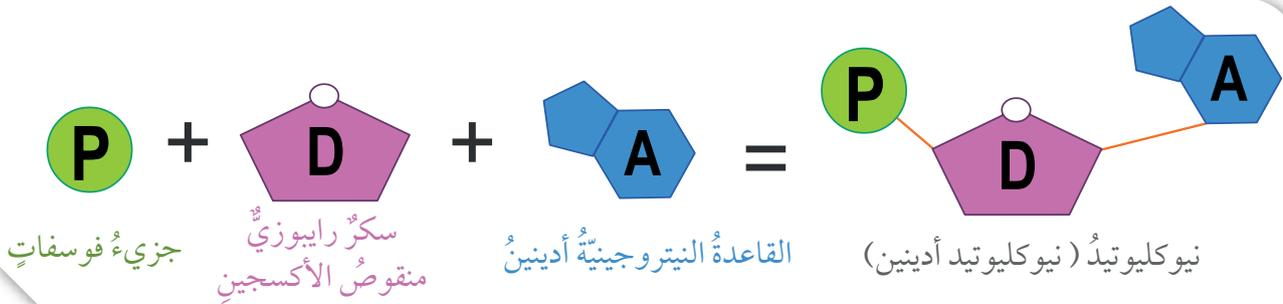 P + D + A = P D A
جزيءُ فوسفاتٍ
سكرٌ رايبوزيٌّ
منقوصُ الأكسجينِ
القاعدةُ النيتروجينيّةُ أدينينُ
نيوكليوتيدُ ( نيوكليوتيد أدينين)